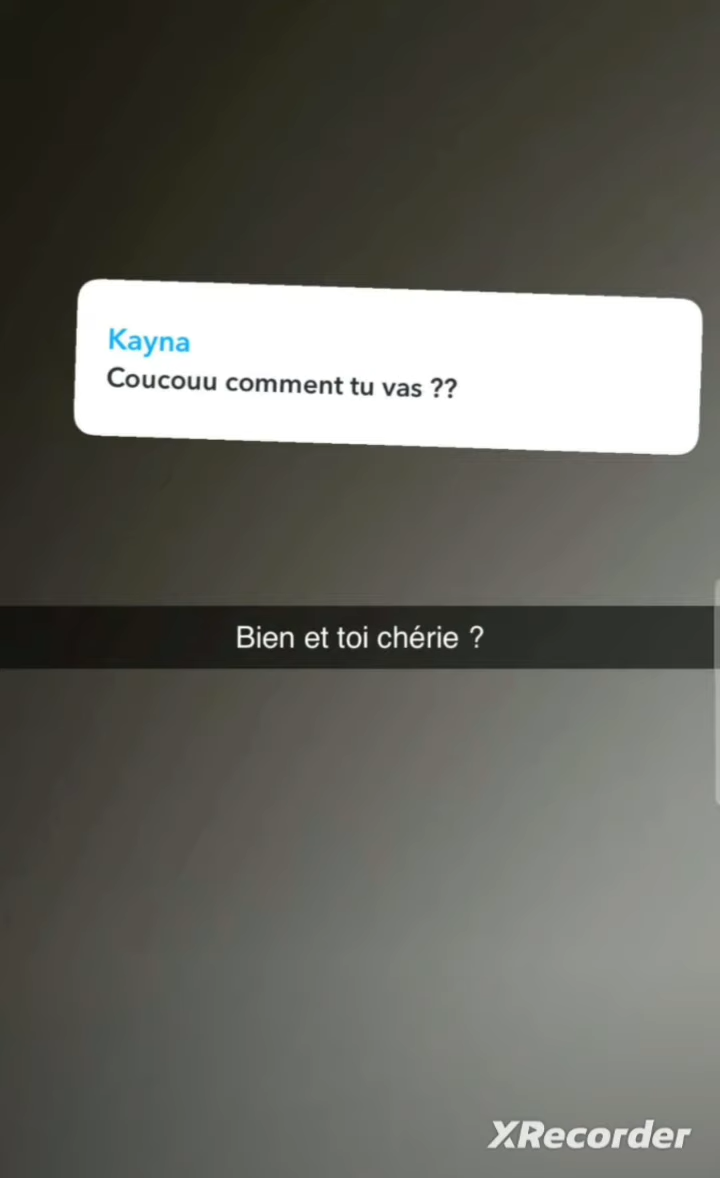 Kayna
Coucouu comment tu vas ??
Bien et toi chérie ?
XRecorder